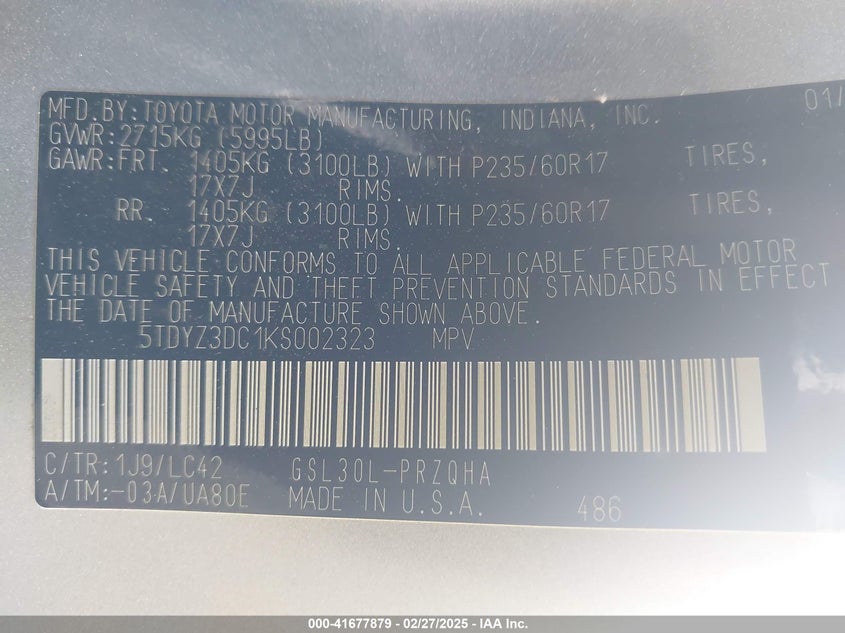 MFD.BY:TOYOTA MOTOR MANUFACTURING, INDIANA, INC. 01/
GVWR:2715KG (5995LB)
GAWR:FRT. 1405KG (3100LB) WITH P235/60R17 TIRES,
17X7J RIMS.
RR. 1405KG (3100LB) WITH P235/60R17 TIRES,
17X7J RIMS.
THIS VEHICLE CONFORMS TO ALL APPLICABLE FEDERAL MOTOR
VEHICLE SAFETY AND THEFT PREVENTION STANDARDS IN EFFECT
THE DATE OF MANUFACTURE SHOWN ABOVE.
5TDYZ3DC1KS002323 MPV
C/TR:1J9/LC42 GSL30L-PRZQHA
A/TM:-03A/UA80E MADE IN U.S.A. 486
000-41677879 - 02/27/2025 - IAA Inc.